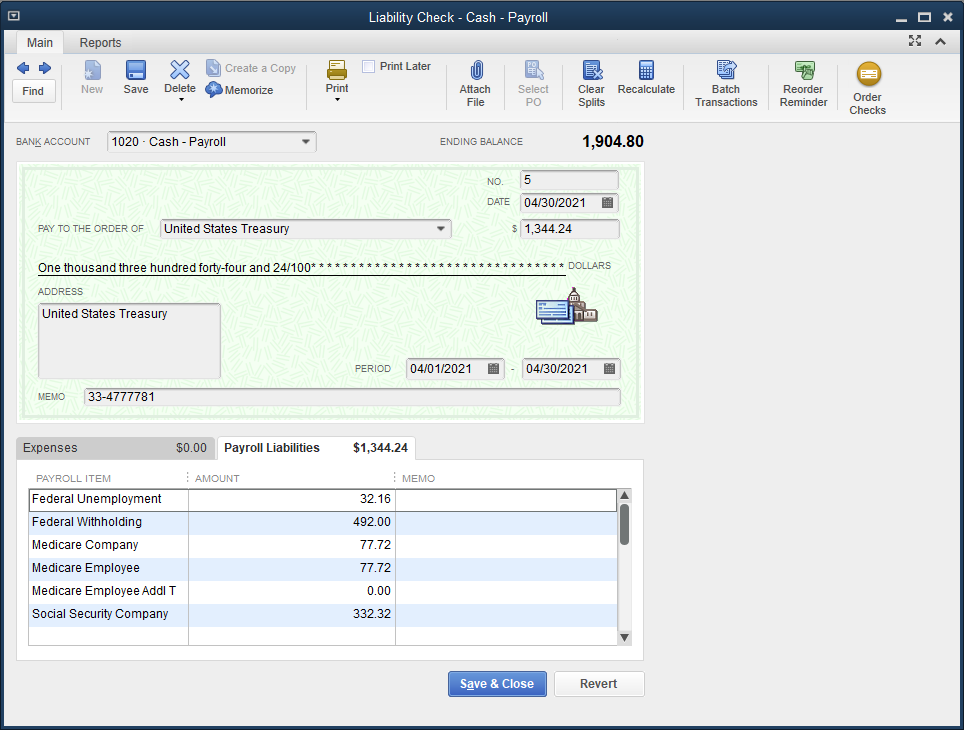 Liability Check - Cash - Payroll
Main Reports
Find
New
Save
Delete
Create a Copy
Memorize
Print
Print Later
Attach
File
Select
PO
Clear
Splits
Recalculate
Batch
Transactions
Reorder
Reminder
Order
Checks
BANK ACCOUNT 1020 · Cash - Payroll ENDING BALANCE 1,904.80
NO. 5
DATE 04/30/2021
PAY TO THE ORDER OF United States Treasury $ 1,344.24
One thousand three hundred forty-four and 24/100* * * * * * * * * * * * * * * * * * * * * * * * * * * * * * * * DOLLARS
ADDRESS
United States Treasury
PERIOD 04/01/2021 - 04/30/2021
MEMO 33-4777781
Expenses $0.00 Payroll Liabilities $1,344.24
PAYROLL ITEM AMOUNT MEMO
Federal Unemployment 32.16
Federal Withholding 492.00
Medicare Company 77.72
Medicare Employee 77.72
Medicare Employee Addl T 0.00
Social Security Company 332.32
Save & Close Revert